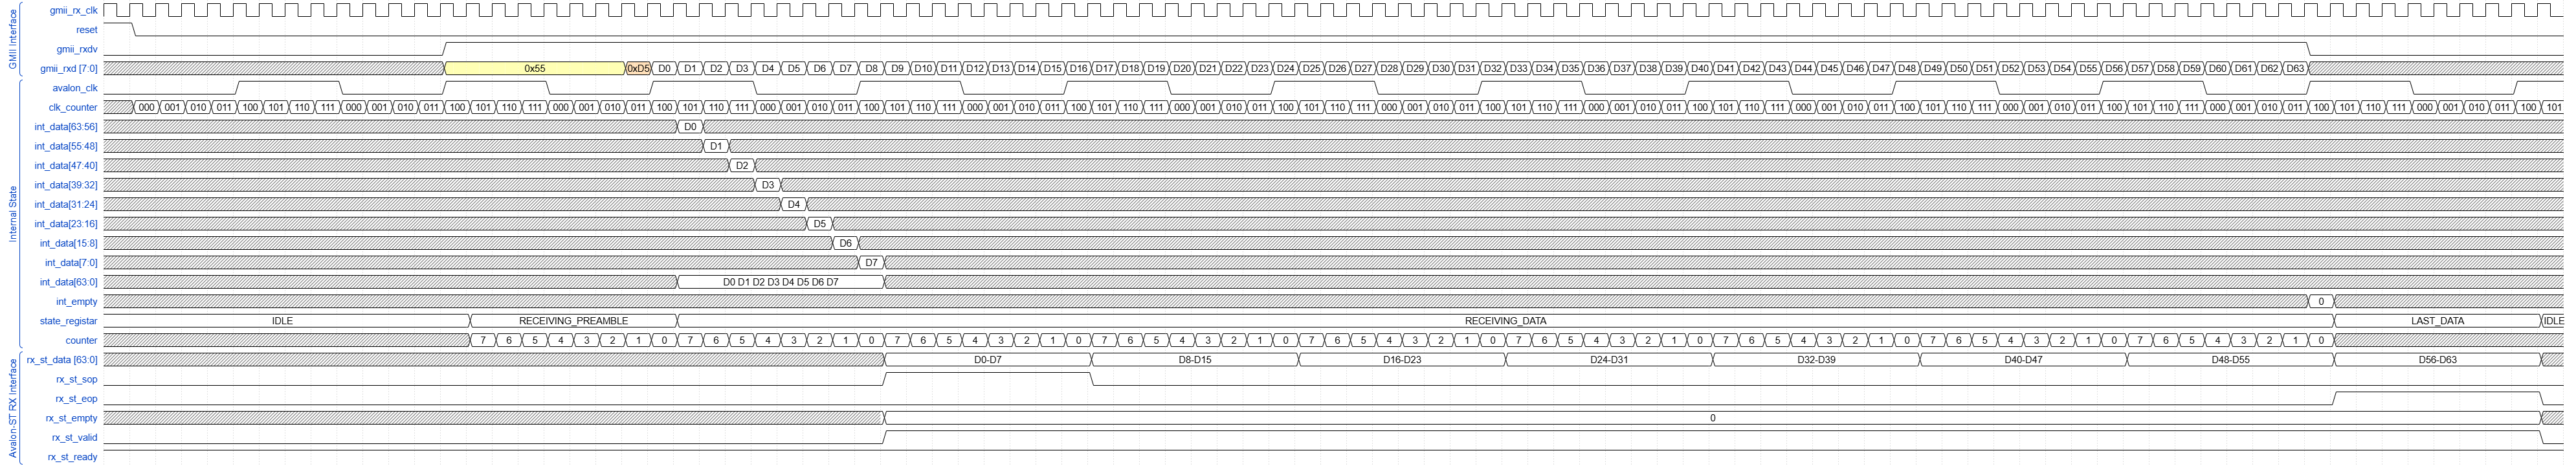 GMII Interface
gmii_rx_clk
reset
gmii_rxdv
gmii_rxd [7:0] 0x55 0xD5 D0 D1 D2 D3 D4 D5 D6 D7 D8 D9 D10 D11 D12 D13 D14 D15 D16 D17 D18 D19 D20 D21 D22 D23 D24 D25 D26 D27 D28 D29 D30 D31 D32 D33 D34 D35 D36 D37 D38 D39 D40 D41 D42 D43 D44 D45 D46 D47 D48 D49 D50 D51 D52 D53 D54 D55 D56 D57 D58 D59 D60 D61 D62 D63
Internal State
avalon_clk
clk_counter 000 001 010 011 100 101 110 111 000 001 010 011 100 101 110 111 000 001 010 011 100 101 110 111 000 001 010 011 100 101 110 111 000 001 010 011 100 101 110 111 000 001 010 011 100 101 110 111 000 001 010 011 100 101 110 111 000 001 010 011 100 101 110 111 000 001 010 011 100 101 110 111 000 001 010 011 100 101 110 111 000 001 010 011 100 101 110 111 000 001 010 011 100 101
int_data[63:56] D0
int_data[55:48] D1
int_data[47:40] D2
int_data[39:32] D3
int_data[31:24] D4
int_data[23:16] D5
int_data[15:8] D6
int_data[7:0] D7
int_data[63:0] D0 D1 D2 D3 D4 D5 D6 D7
int_empty 0
state_registar IDLE RECEIVING_PREAMBLE RECEIVING_DATA LAST_DATA IDLE
counter 7 6 5 4 3 2 1 0 7 6 5 4 3 2 1 0 7 6 5 4 3 2 1 0 7 6 5 4 3 2 1 0 7 6 5 4 3 2 1 0 7 6 5 4 3 2 1 0 7 6 5 4 3 2 1 0 7 6 5 4 3 2 1 0 7 6 5 4 3 2 1 0
Avalon-ST RX Interface
rx_st_data [63:0] D0-D7 D8-D15 D16-D23 D24-D31 D32-D39 D40-D47 D48-D55 D56-D63
rx_st_sop
rx_st_eop
rx_st_empty 0
rx_st_valid
rx_st_ready